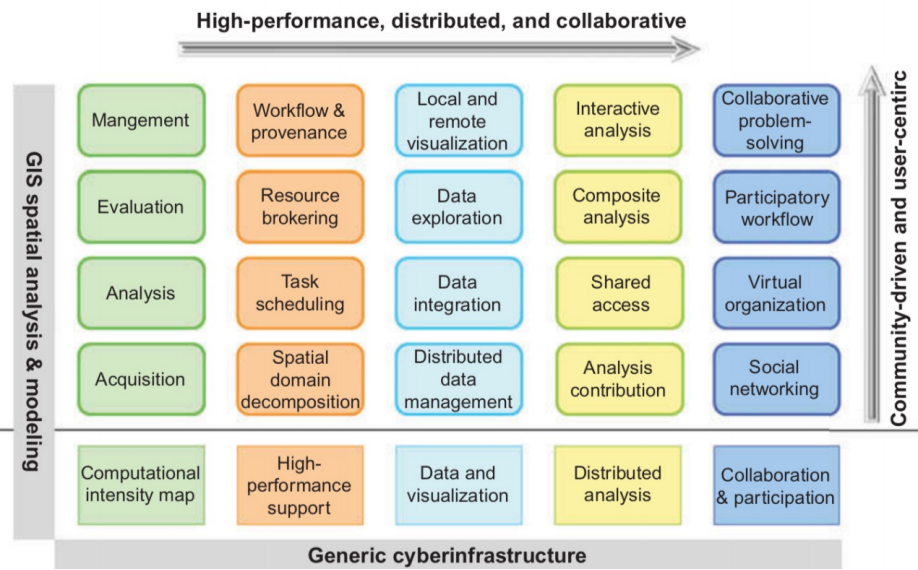 High-performance, distributed, and collaborative
Mangement
Workflow &
provenance
Local and
remote
visualization
Interactive
analysis
Collaborative
problem-
solving
Evaluation
Resource
brokering
Data
exploration
Composite
analysis
Participatory
workflow
Analysis
Task
scheduling
Data
integration
Shared
access
Virtual
organization
Acquisition
Spatial
domain
decomposition
Distributed
data
management
Analysis
contribution
Social
networking
Computational
intensity map
High-
performance
support
Data and
visualization
Distributed
analysis
Collaboration
& participation
GIS spatial analysis & modeling
Community-driven and user-centirc
Generic cyberinfrastructure